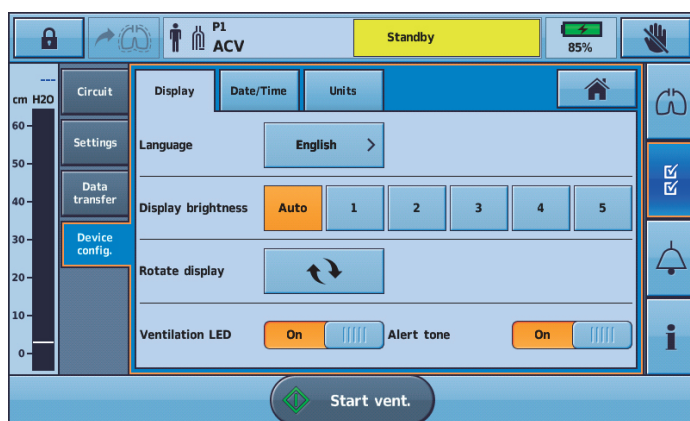 P1
ACV
Standby
85%
---
cm H2O
60
50
40
30
20
10
0
Circuit
Settings
Data
transfer
Device
config.
Display
Date/Time
Units
Language
English
Display brightness
Auto
1
2
3
4
5
Rotate display
Ventilation LED
On
Alert tone
On
Start vent.